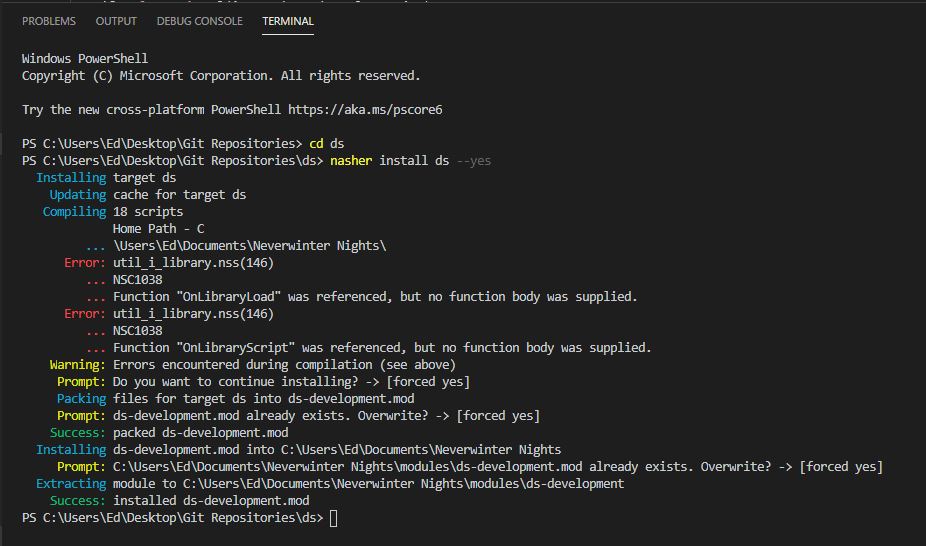 PROBLEMS OUTPUT DEBUG CONSOLE TERMINAL
Windows PowerShell
Copyright (C) Microsoft Corporation. All rights reserved.
Try the new cross-platform PowerShell https://aka.ms/pscore6
PS C:\Users\Ed\Desktop\Git Repositories> cd ds
PS C:\Users\Ed\Desktop\Git Repositories\ds> nasher install ds --yes
Installing target ds
Updating cache for target ds
Compiling 18 scripts
Home Path - C
... \Users\Ed\Documents\Neverwinter Nights\
Error: util_i_library.nss(146)
... NSC1038
... Function "OnLibraryLoad" was referenced, but no function body was supplied.
Error: util_i_library.nss(146)
... NSC1038
... Function "OnLibraryScript" was referenced, but no function body was supplied.
Warning: Errors encountered during compilation (see above)
Prompt: Do you want to continue installing? -> [forced yes]
Packing files for target ds into ds-development.mod
Prompt: ds-development.mod already exists. Overwrite? -> [forced yes]
Success: packed ds-development.mod
Installing ds-development.mod into C:\Users\Ed\Documents\Neverwinter Nights
Prompt: C:\Users\Ed\Documents\Neverwinter Nights\modules\ds-development.mod already exists. Overwrite? -> [forced yes]
Extracting module to C:\Users\Ed\Documents\Neverwinter Nights\modules\ds-development
Success: installed ds-development.mod
PS C:\Users\Ed\Desktop\Git Repositories\ds>